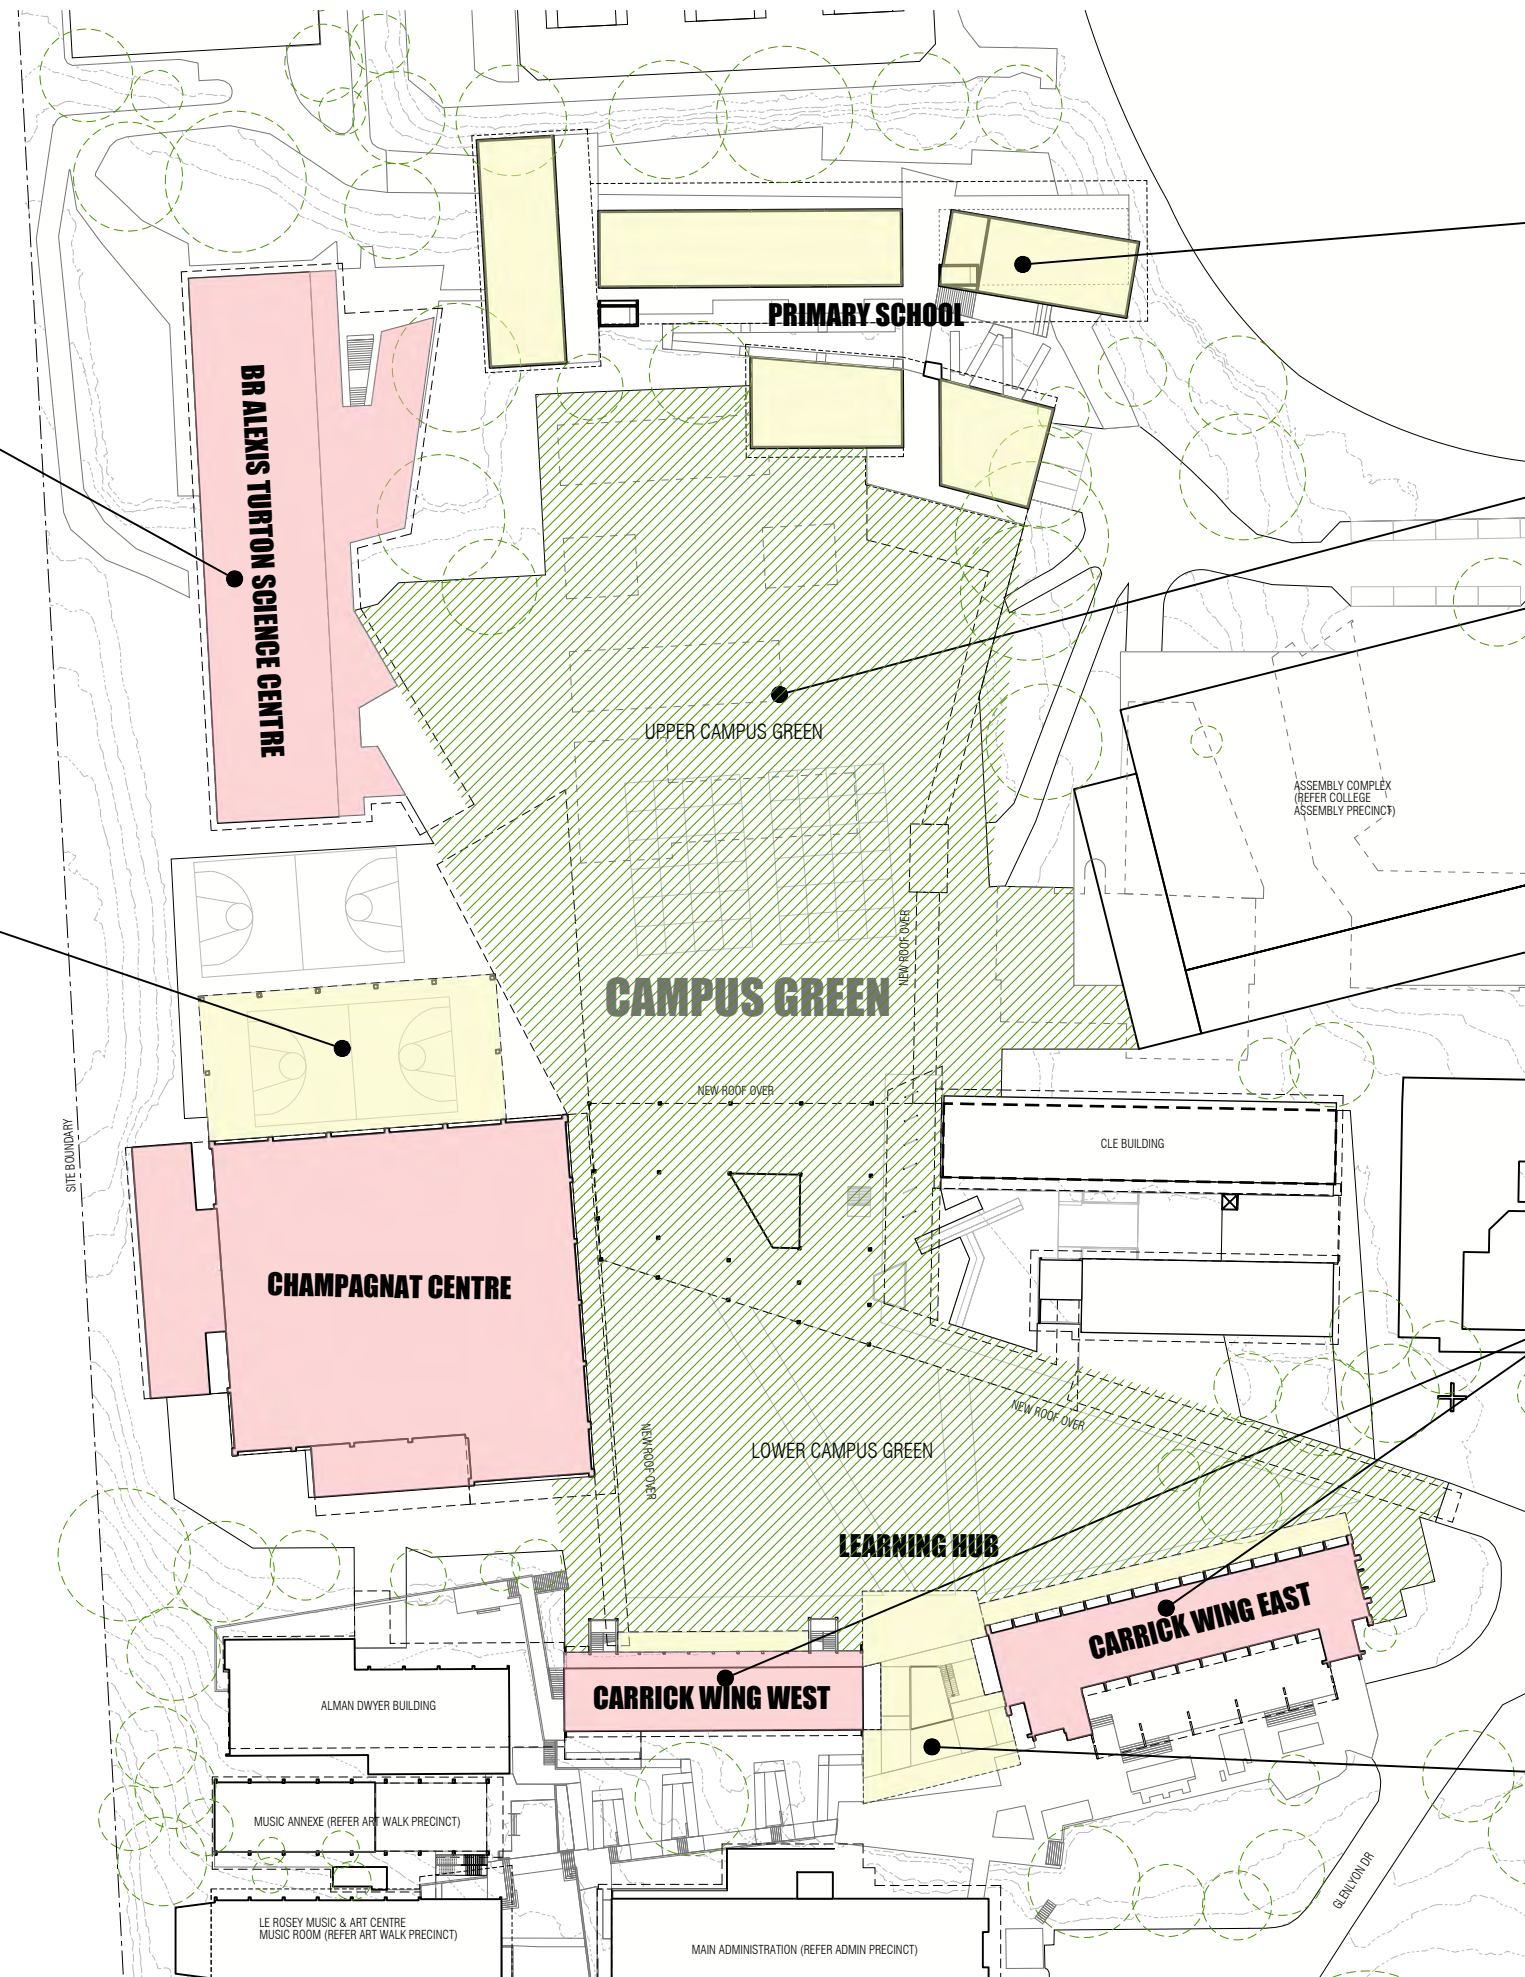 PRIMARY SCHOOL
BR ALEXIS TURTON SCIENCE CENTRE
UPPER CAMPUS GREEN
ASSEMBLY COMPLEX
(REFER COLLEGE
ASSEMBLY PRECINCT)
NEW ROOF OVER
CAMPUS GREEN
NEW ROOF OVER
SITE BOUNDARY
CLE BUILDING
CHAMPAGNAT CENTRE
NEW ROOF OVER
NEW ROOF OVER
LOWER CAMPUS GREEN
LEARNING HUB
CARRICK WING EAST
CARRICK WING WEST
ALMAN DWYER BUILDING
MUSIC ANNEXE (REFER ART WALK PRECINCT)
GLENLYON DR
LE ROSEY MUSIC & ART CENTRE
MUSIC ROOM (REFER ART WALK PRECINCT)
MAIN ADMINISTRATION (REFER ADMIN PRECINCT)